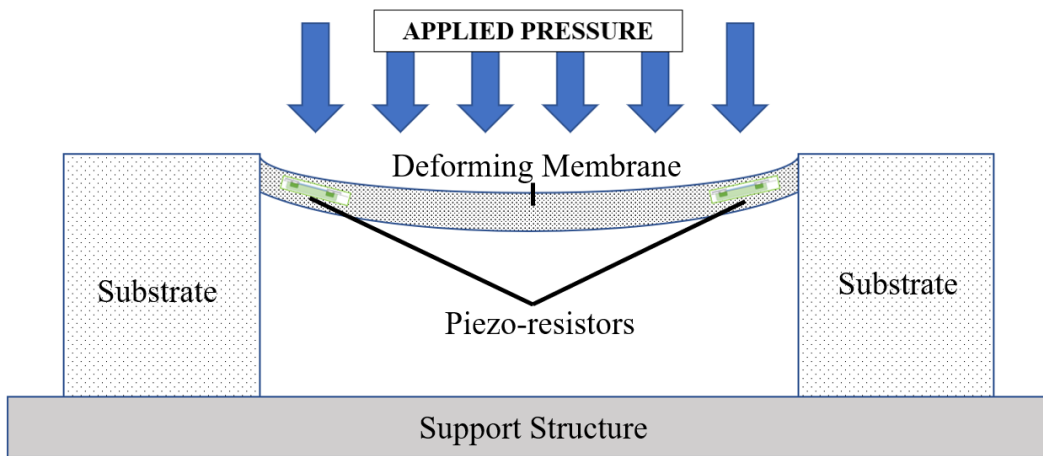 APPLIED PRESSURE
Deforming Membrane
Substrate
Substrate
Piezo-resistors
Support Structure